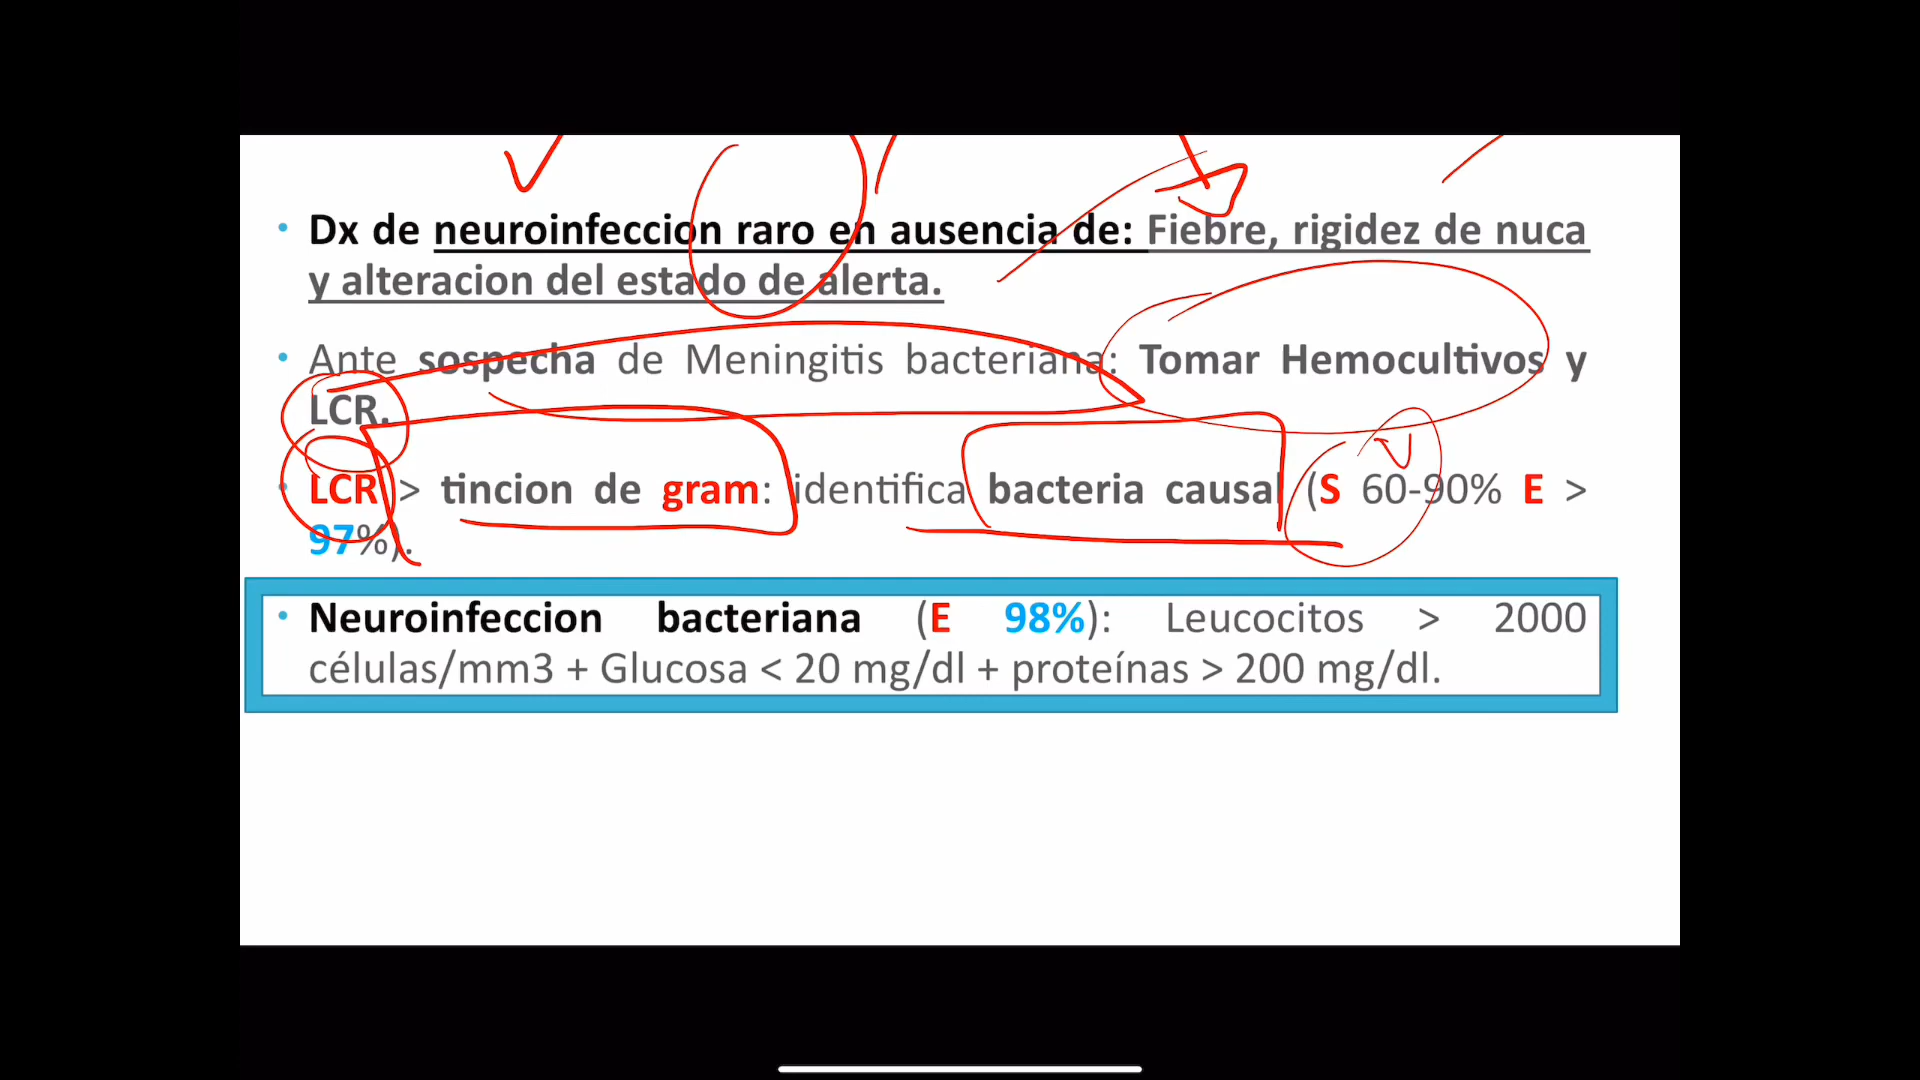 • Dx de neuroinfeccion raro en ausencia de: Fiebre, rigidez de nuca
y alteracion del estado de alerta.
• Ante sospecha de Meningitis bacteriana: Tomar Hemocultivos y
LCR.
• LCR > tincion de gram: identifica bacteria causal (S 60-90% E >
97%).
• Neuroinfeccion bacteriana (E 98%): Leucocitos > 2000
células/mm3 + Glucosa < 20 mg/dl + proteínas > 200 mg/dl.